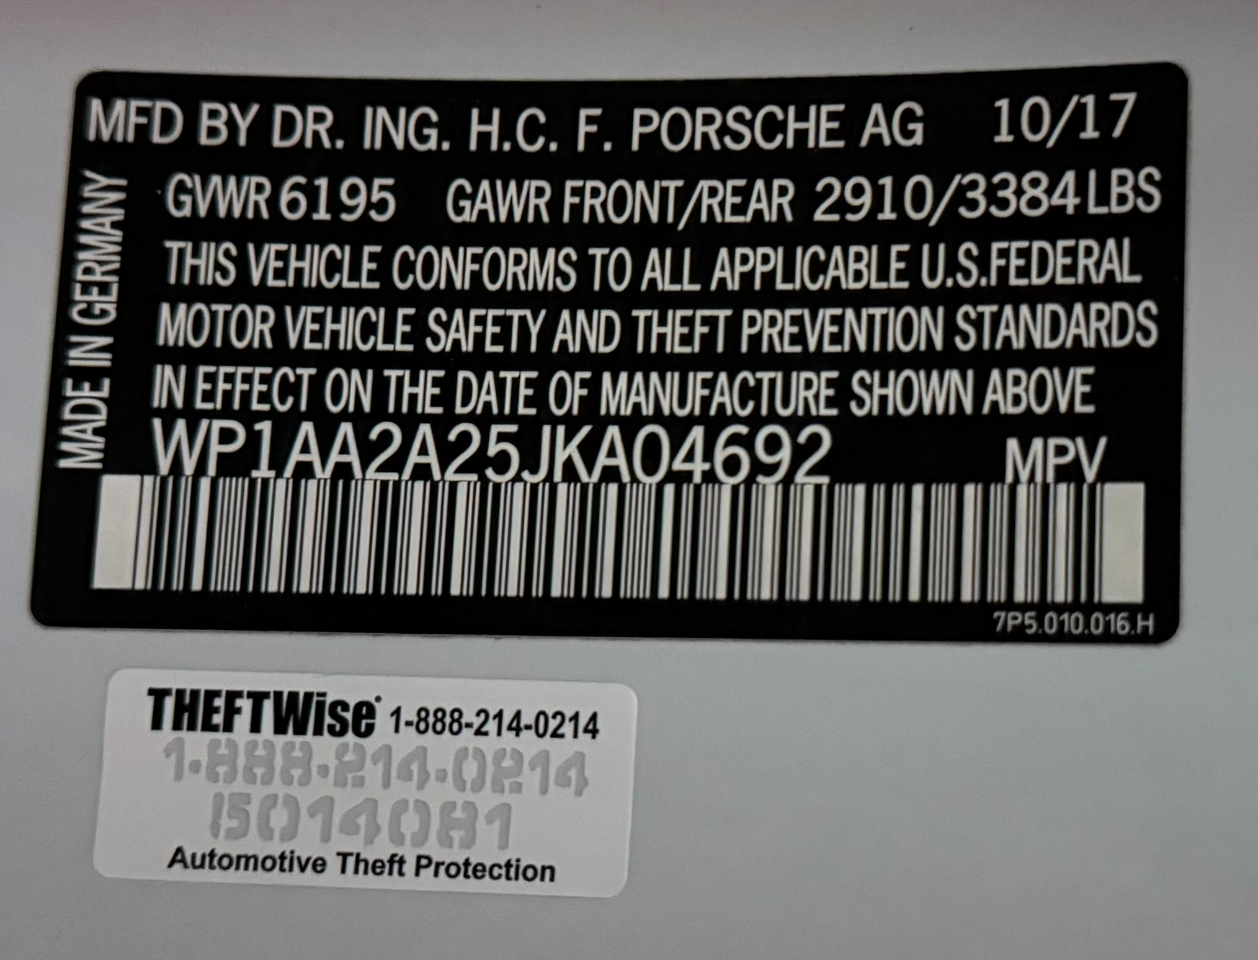 MFD BY DR. ING. H.C. F. PORSCHE AG 10/17
MADE IN GERMANY
GVWR 6195 GAWR FRONT/REAR 2910/3384 LBS
THIS VEHICLE CONFORMS TO ALL APPLICABLE U.S.FEDERAL
MOTOR VEHICLE SAFETY AND THEFT PREVENTION STANDARDS
IN EFFECT ON THE DATE OF MANUFACTURE SHOWN ABOVE
WP1AA2A25JKA04692 MPV
7P5.010.016.H
THEFTWise 1-888-214-0214
1-888-214-0214
15014081
Automotive Theft Protection